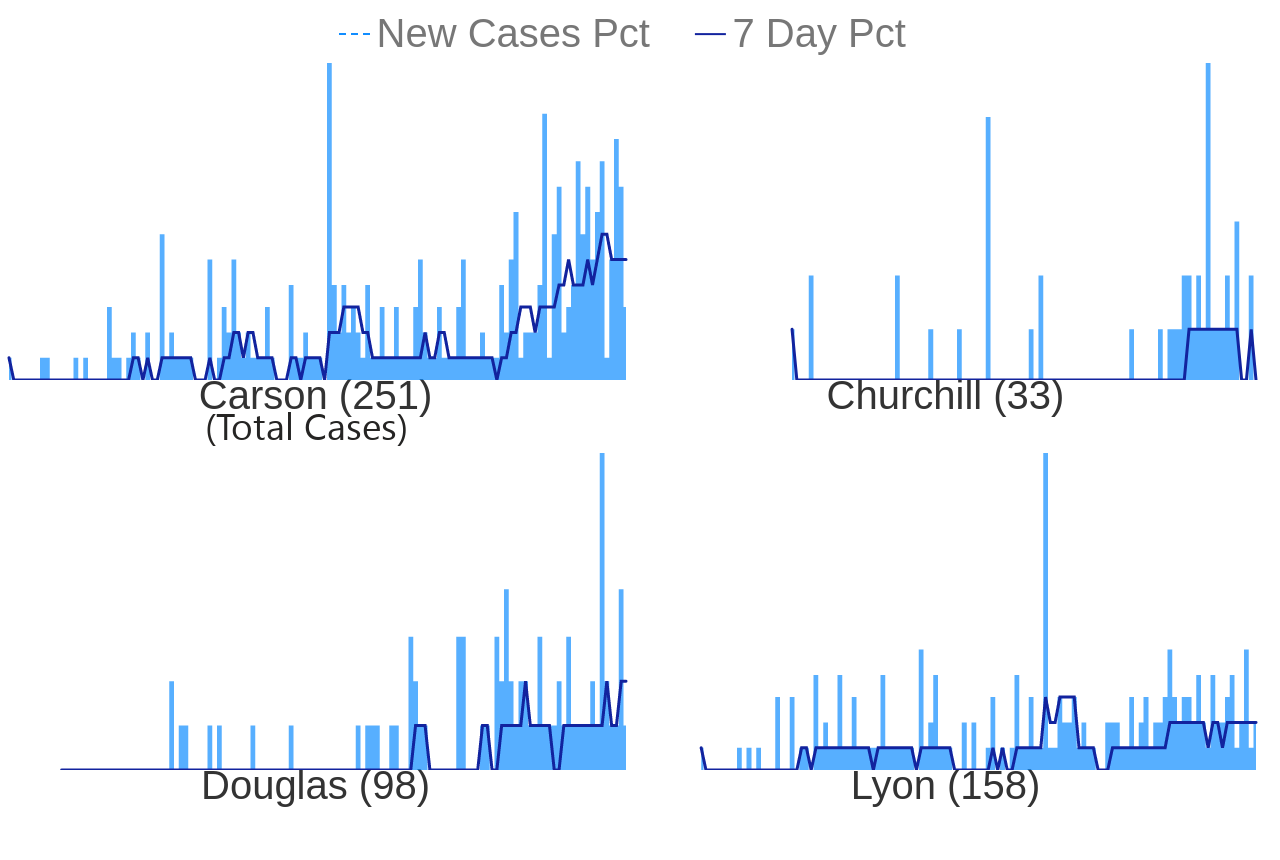 New Cases Pct 7 Day Pct
Carson (251) Churchill (33)
(Total Cases)
Douglas (98) Lyon (158)